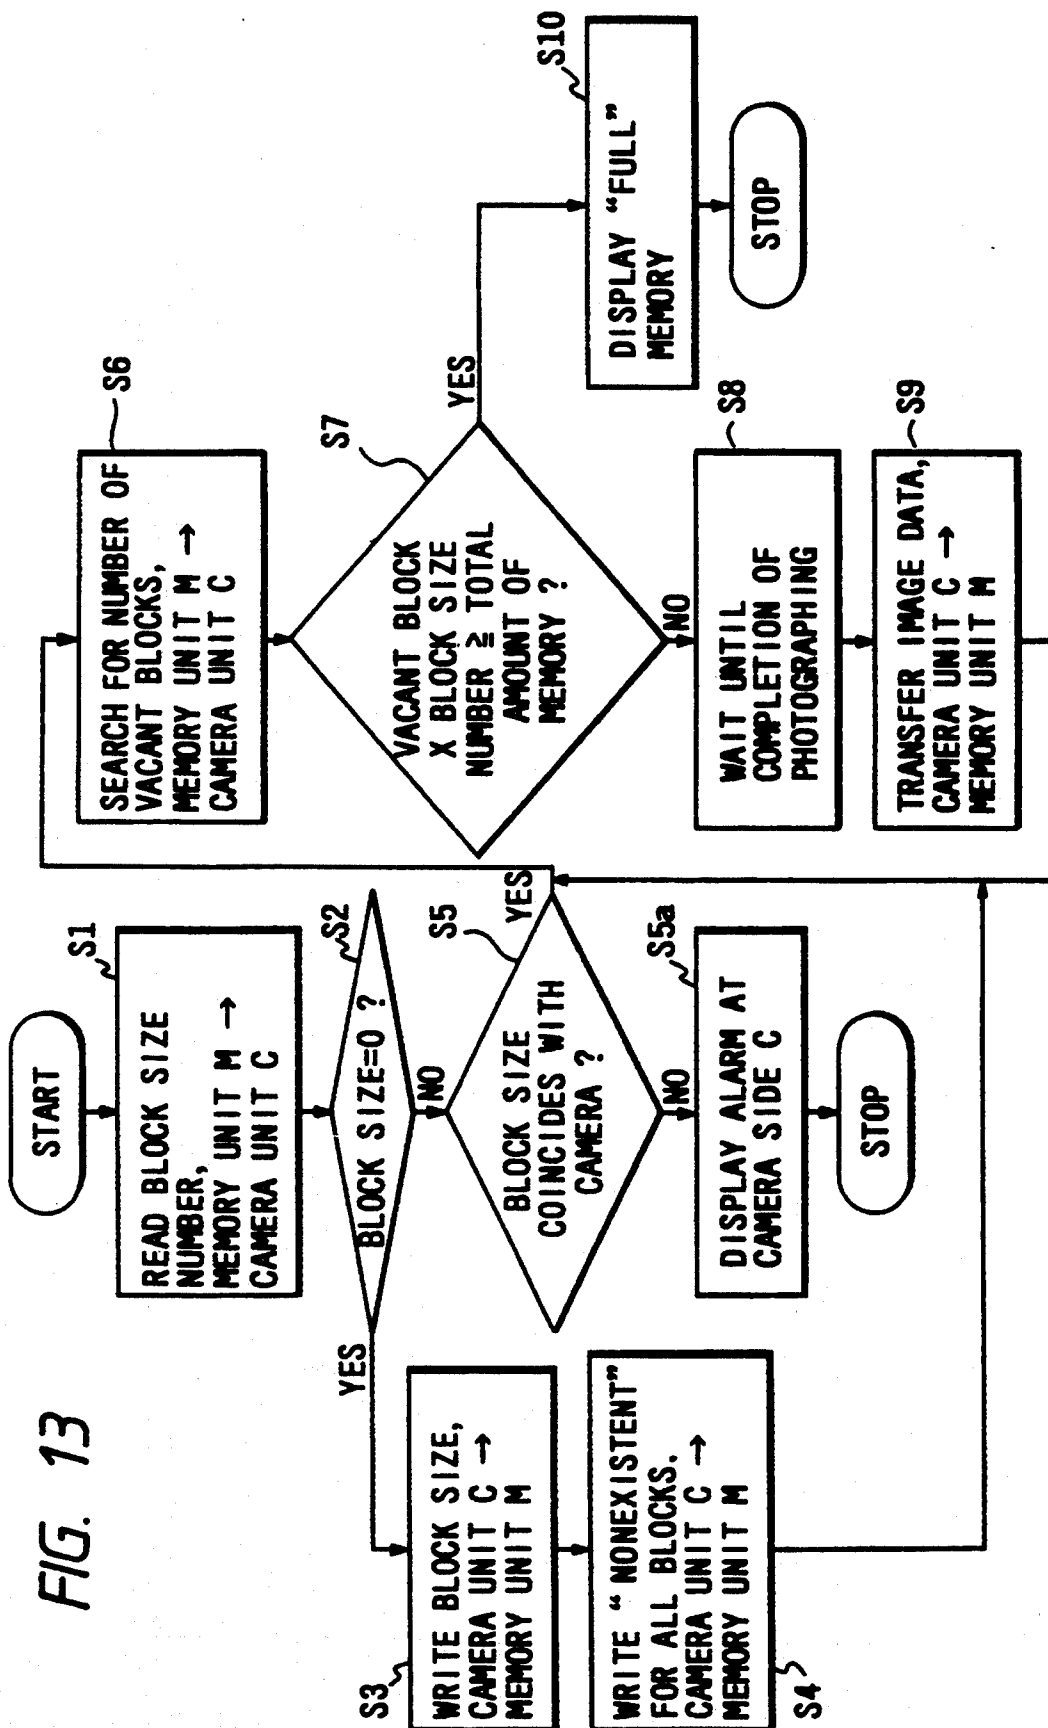 FIG. 13
START
S1
READ BLOCK SIZE
NUMBER,
MEMORY UNIT M →
CAMERA UNIT C
S2
BLOCK SIZE=0 ?
YES
NO
S3
WRITE BLOCK SIZE,
CAMERA UNIT C →
MEMORY UNIT M
S4
WRITE “NONEXISTENT”
FOR ALL BLOCKS.
CAMERA UNIT C →
MEMORY UNIT M
S5
BLOCK SIZE
COINCIDES WITH
CAMERA ?
YES
NO
S5a
DISPLAY ALARM AT
CAMERA SIDE C
STOP
S6
SEARCH FOR NUMBER OF
VACANT BLOCKS,
MEMORY UNIT M →
CAMERA UNIT C
S7
VACANT BLOCK
X BLOCK SIZE
NUMBER ≧ TOTAL
AMOUNT OF
MEMORY ?
YES
NO
S8
WAIT UNTIL
COMPLETION OF
PHOTOGRAPHING
S9
TRANSFER IMAGE DATA,
CAMERA UNIT C →
MEMORY UNIT M
S10
DISPLAY “FULL”
MEMORY
STOP